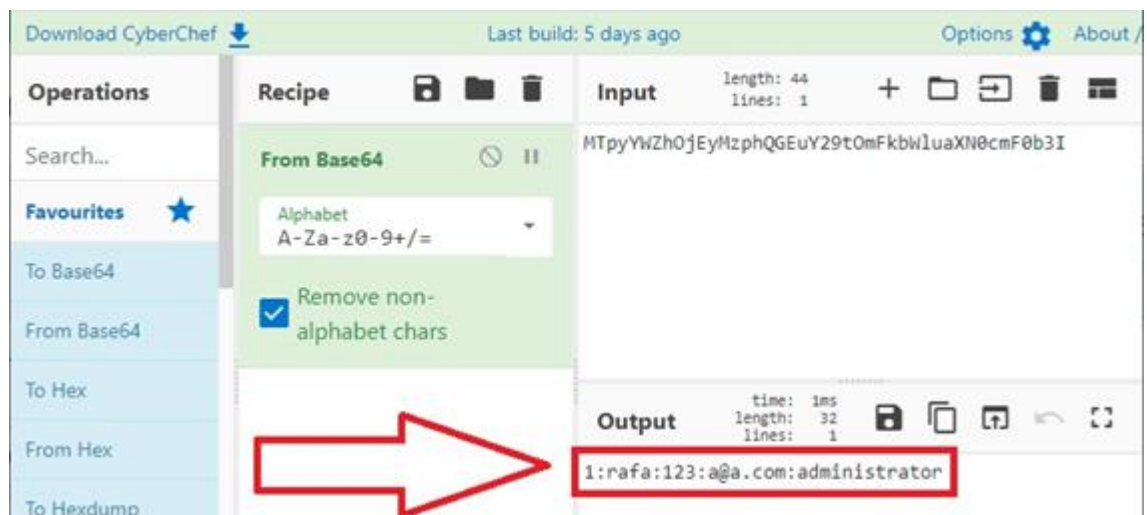 Download CyberChef
Last build: 5 days ago
Options
About /
Operations
Search...
Favourites
To Base64
From Base64
To Hex
From Hex
To Hexdump
Recipe
From Base64
Alphabet
A-Za-z0-9+/=
Remove non-
alphabet chars
Input
length: 44
lines: 1
MTpyYWZhOjEyMzphQGEuY29tOmFkbWluaXN0cmF0b3I
Output
time: 1ms
length: 32
lines: 1
1:rafa:123:a@a.com:administrator